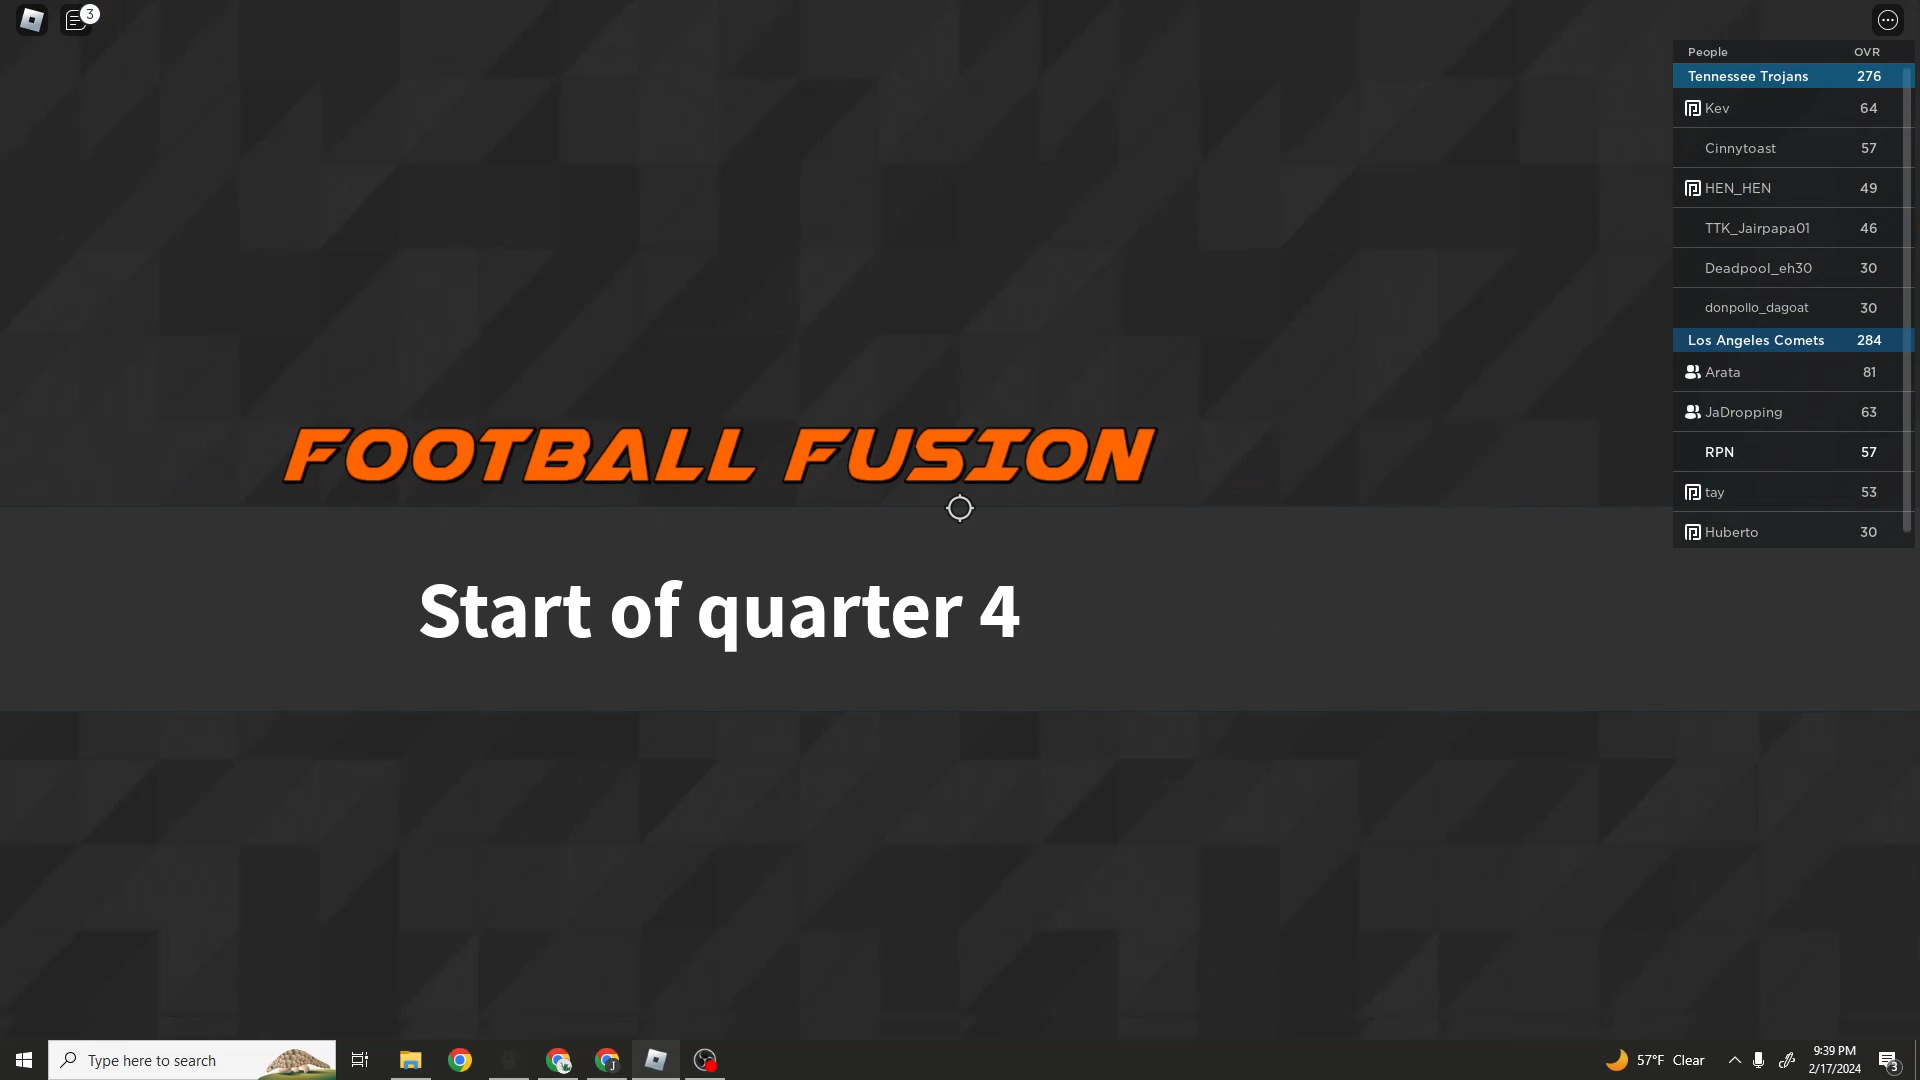 3
People OVR
Tennessee Trojans 276
Kev 64
Cinnytoast 57
HEN_HEN 49
TTK_Jairpapa01 46
Deadpool_eh30 30
donpollo_dagoat 30
Los Angeles Comets 284
Arata 81
JaDropping 63
RPN 57
tay 53
Huberto 30
FOOTBALL FUSION
Start of quarter 4
Type here to search
J
57°F Clear
9:39 PM
2/17/2024
3